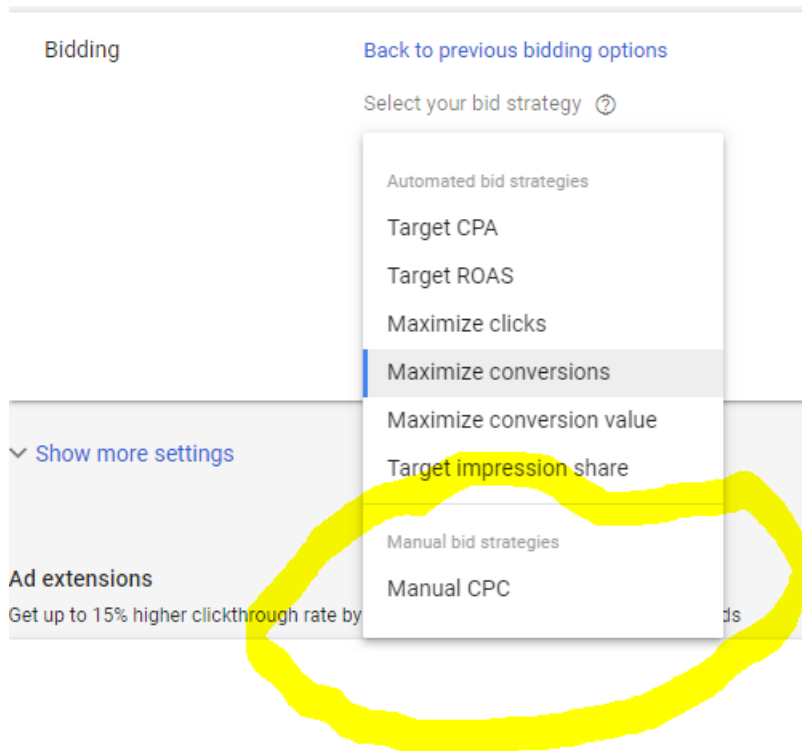 Bidding
Back to previous bidding options
Select your bid strategy
Automated bid strategies
Target CPA
Target ROAS
Maximize clicks
Maximize conversions
Maximize conversion value
Target impression share
Show more settings
Manual bid strategies
Manual CPC
Ad extensions
Get up to 15% higher clickthrough rate by